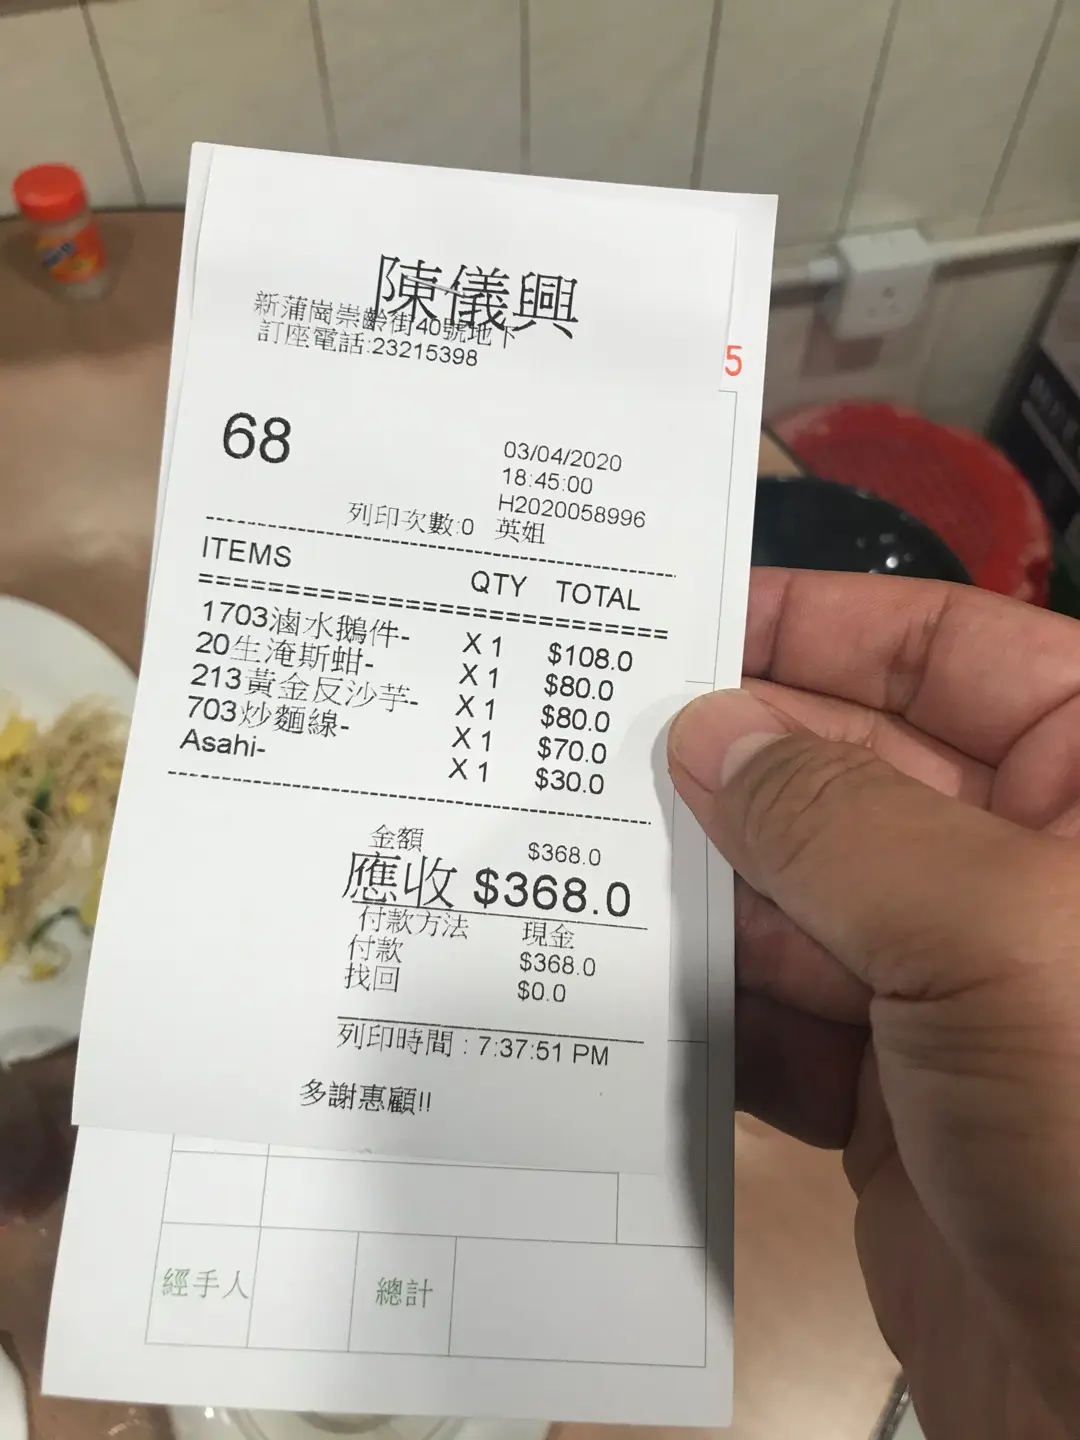 陳儀興
新蒲崗崇齡街40號地下
訂座電話:23215398
5
68
03/04/2020
18:45:00
H2020058996
列印次數:0 英姐
ITEMS QTY TOTAL
1703滷水鵝件- X 1 $108.0
20生淹斯蚶- X 1 $80.0
213黃金反沙芋- X 1 $80.0
703炒麵線- X 1 $70.0
Asahi- X 1 $30.0
金額 $368.0
應收 $368.0
付款方法 現金
付款 $368.0
找回 $0.0
列印時間 : 7:37:51 PM
多謝惠顧!!
經手人 總計